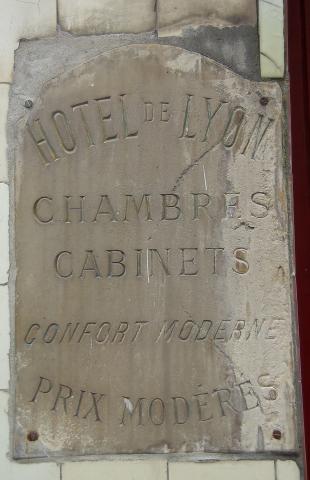 HOTEL DE LYON
CHAMBRES
CABINETS
CONFORT MODERNE
PRIX MODÉRÉS